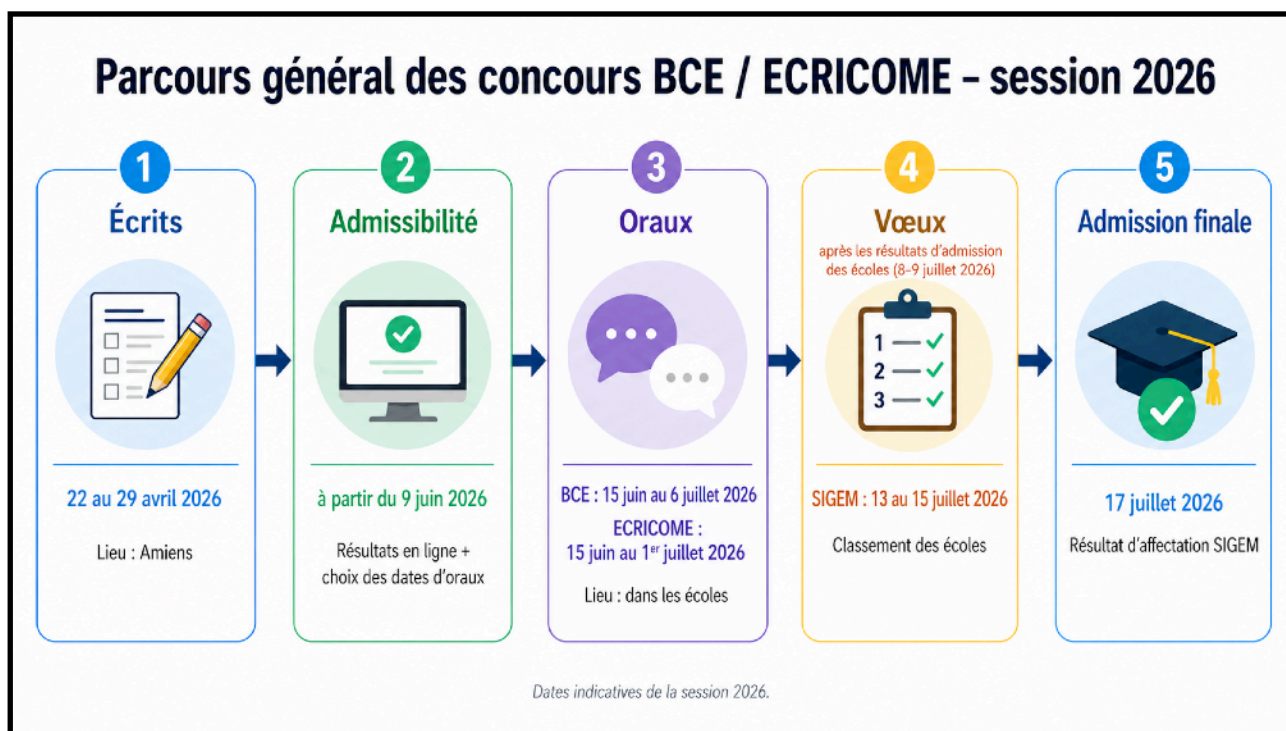 Parcours général des concours BCE / ECRICOME – session 2026
1
Écrits
22 au 29 avril 2026
Lieu : Amiens
2
Admissibilité
à partir du 9 juin 2026
Résultats en ligne +
choix des dates d'oraux
3
Oraux
BCE : 15 juin au 6 juillet 2026
ECRICOME :
15 juin au 1er juillet 2026
Lieu : dans les écoles
4
Vœux
après les résultats d'admission
des écoles (8–9 juillet 2026)
1
2
3
SIGEM : 13 au 15 juillet 2026
Classement des écoles
5
Admission finale
17 juillet 2026
Résultat d'affectation SIGEM
Dates indicatives de la session 2026.